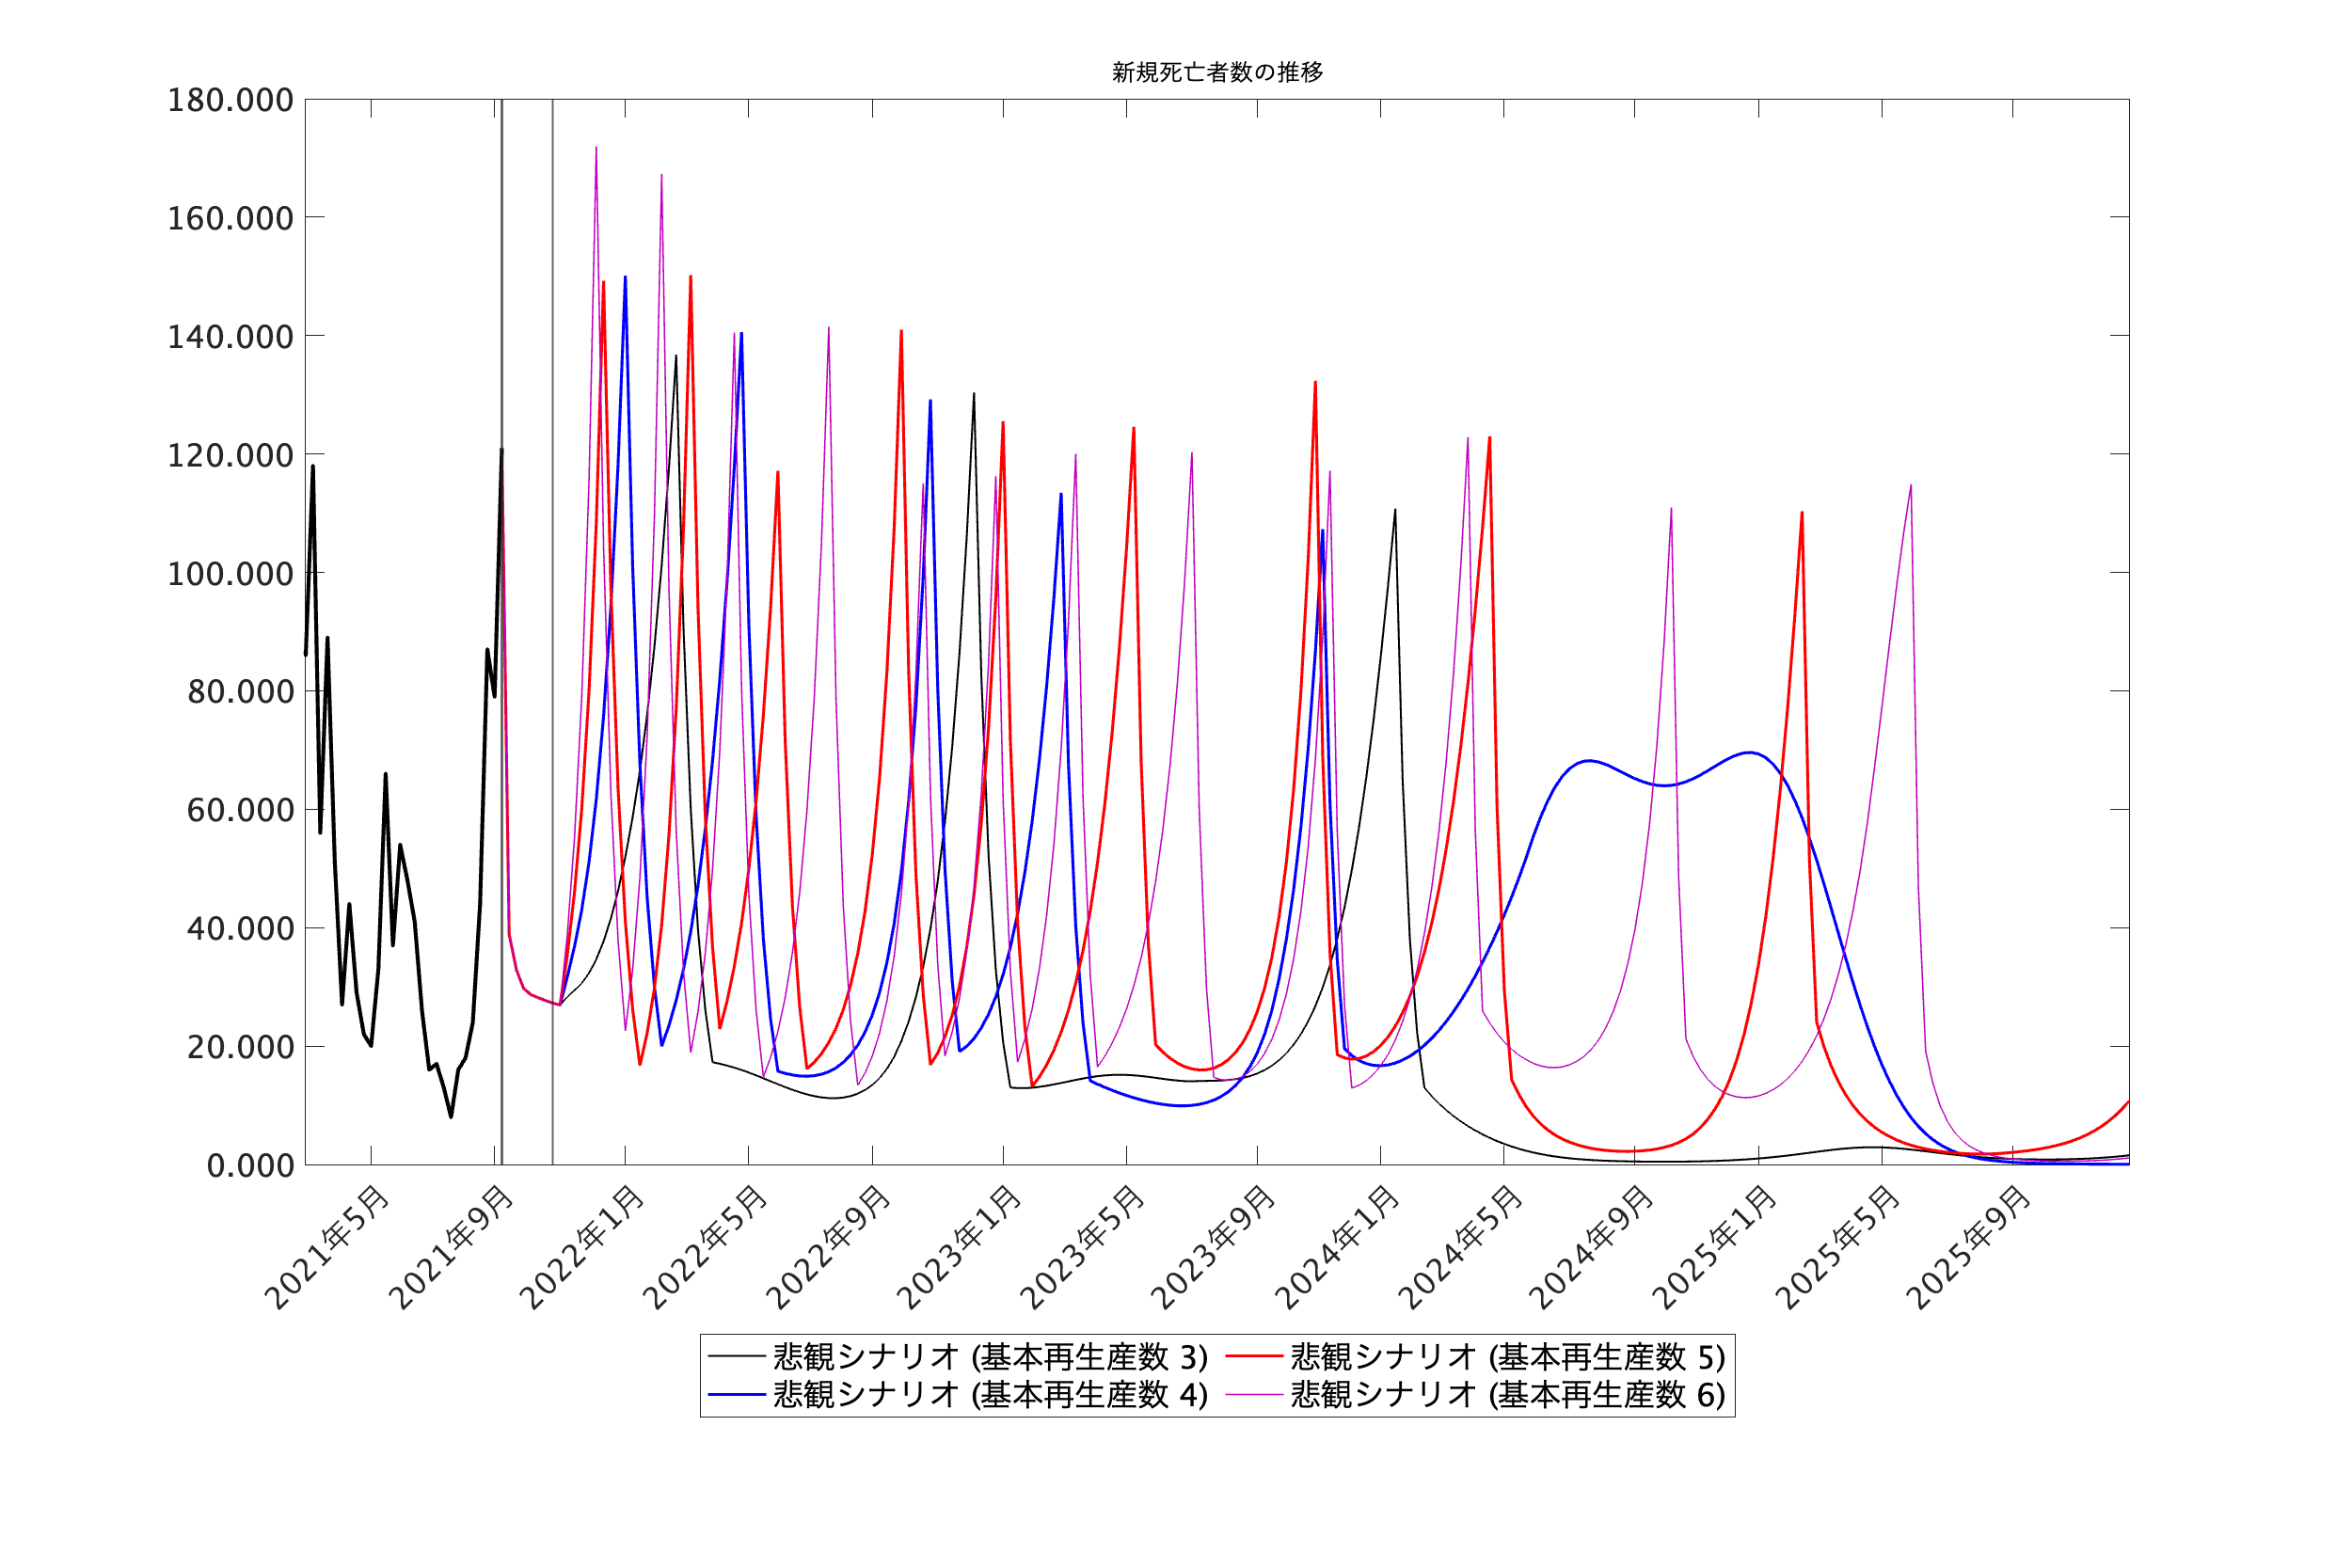 新規死亡者数の推移
180.000
160.000
140.000
120.000
100.000
80.000
60.000
40.000
20.000
0.000
2021年5月
2021年9月
2022年1月
2022年5月
2022年9月
2023年1月
2023年5月
2023年9月
2024年1月
2024年5月
2024年9月
2025年1月
2025年5月
2025年9月
悲観シナリオ (基本再生産数 3)
悲観シナリオ (基本再生産数 5)
悲観シナリオ (基本再生産数 4)
悲観シナリオ (基本再生産数 6)